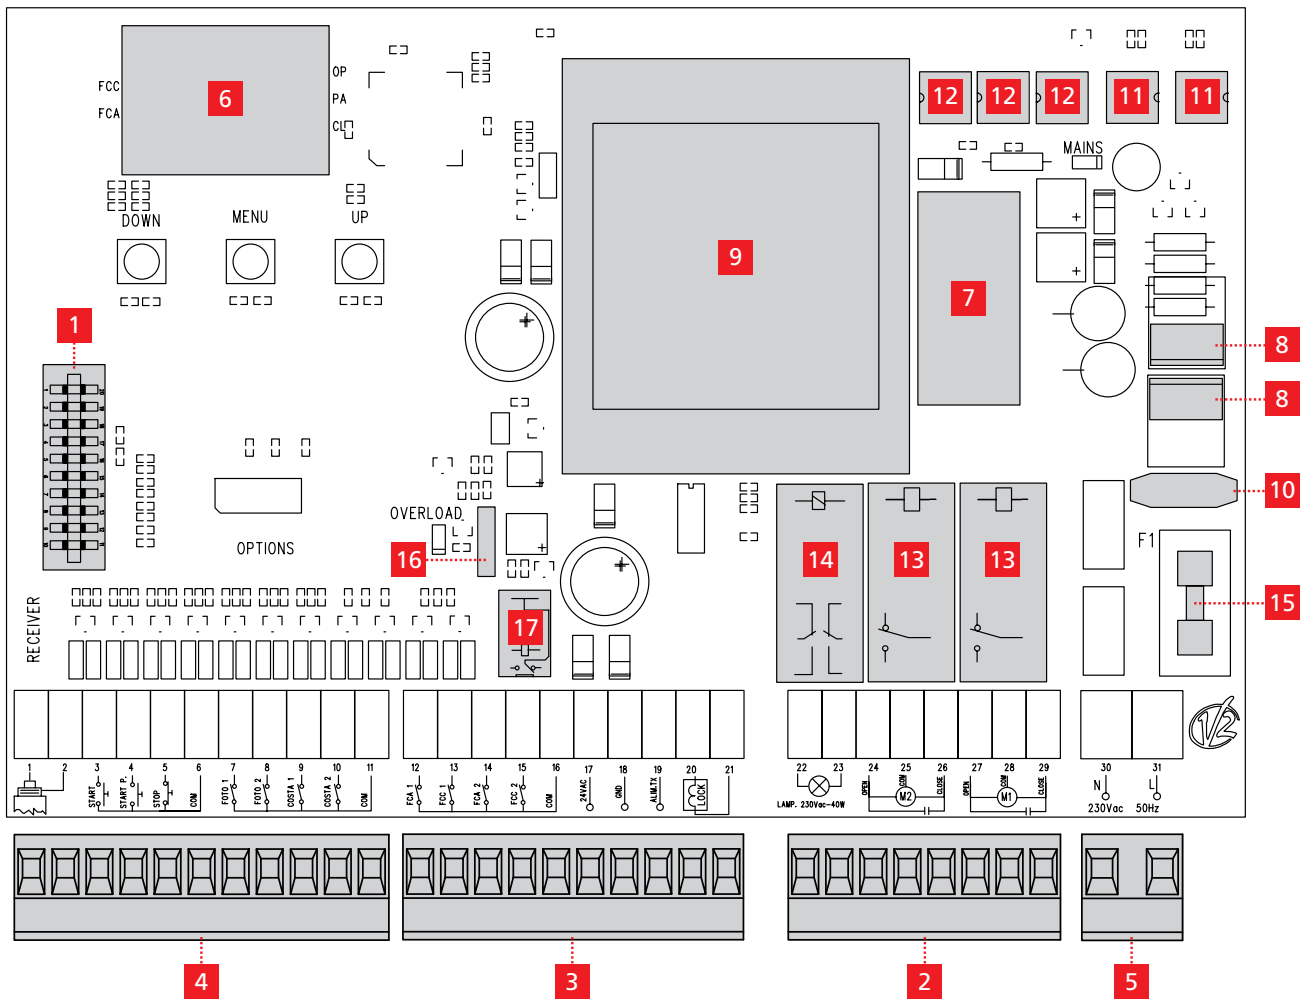 FCC
FCA
6
OP
PA
CL
12
12
12
11
11
MAINS
DOWN
MENU
UP
9
7
1
8
8
10
OVERLOAD
OPTIONS
16
14
13
13
F1
15
17
RECEIVER
V2
1 2 3 4 5 6 7 8 9 10 11
START
START P.
STOP
COM
FOTO 1
FOTO 2
COSTA 1
COSTA 2
COM
12 13 14 15 16 17 18 19 20 21
FCA 1
FCC 1
FCA 2
FCC 2
COM
24VAC
GND
ALIM.TX
LOCK
22 23 24 25 26 27 28 29
LAMP. 230Vac-40W
OPEN
COM
M2
CLOSE
OPEN
COM
M1
CLOSE
30 31
N L
230Vac 50Hz
4
3
2
5